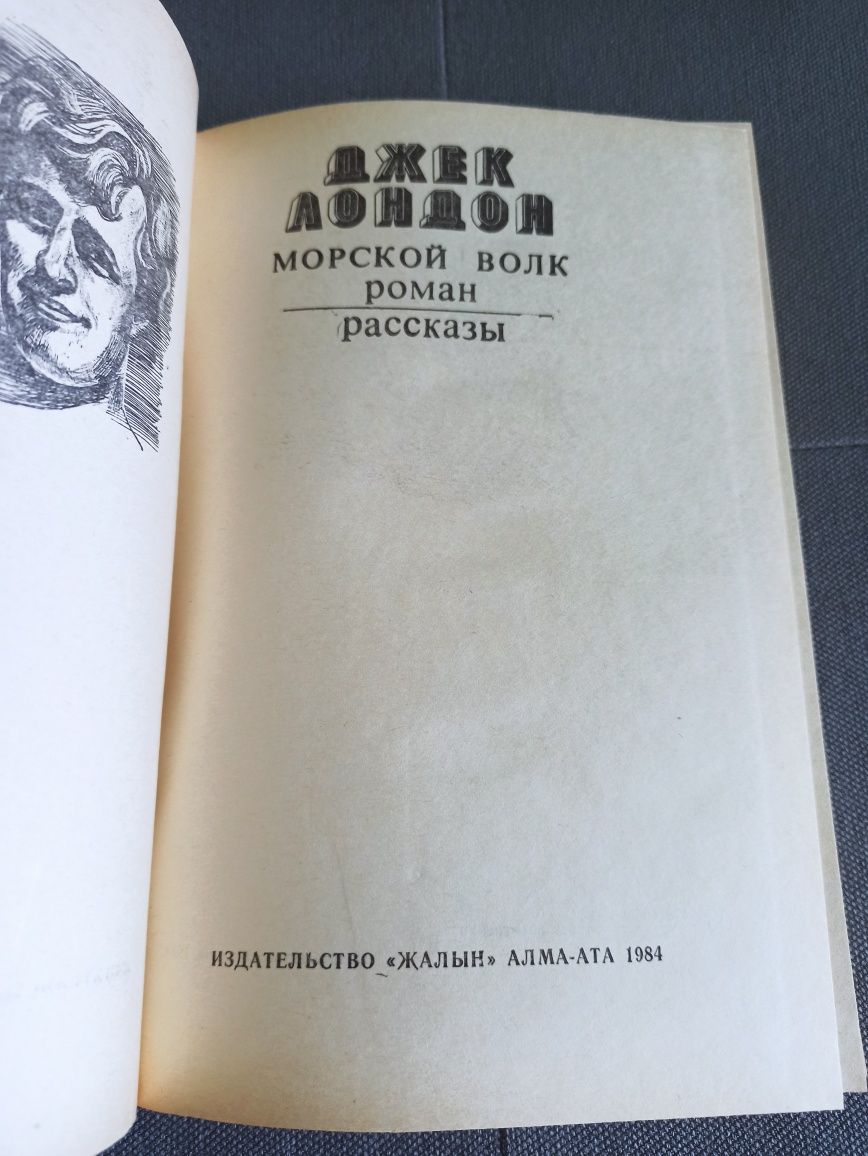 ДЖЕК
ЛОНДОН
МОРСКОЙ ВОЛК
роман
рассказы
ИЗДАТЕЛЬСТВО «ЖАЛЫН» АЛМА-АТА 1984